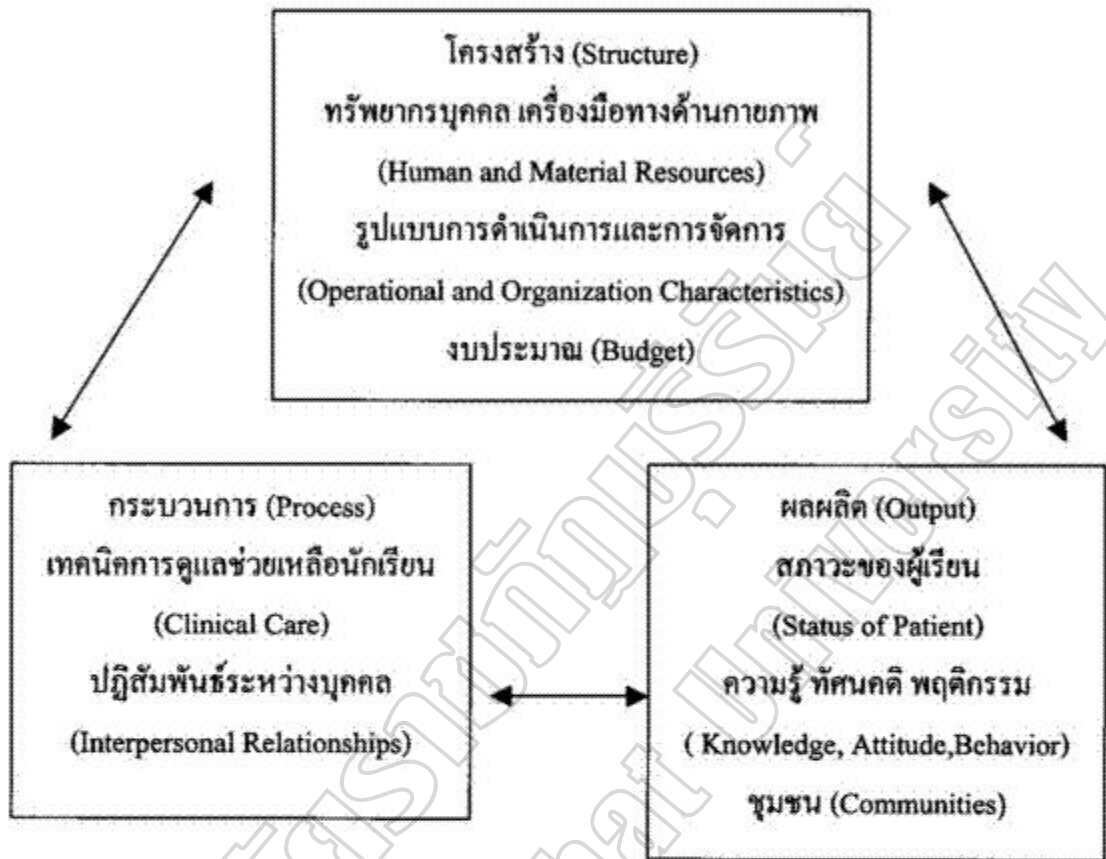 โครงสร้าง (Structure)
ทรัพยากรบุคคล เครื่องมือทางด้านกายภาพ
(Human and Material Resources)
รูปแบบการดำเนินการและการจัดการ
(Operational and Organization Characteristics)
งบประมาณ (Budget)
กระบวนการ (Process)
เทคนิคการดูแลช่วยเหลือนักเรียน
(Clinical Care)
ปฏิสัมพันธ์ระหว่างบุคคล
(Interpersonal Relationships)
ผลผลิต (Output)
สภาวะของผู้เรียน
(Status of Patient)
ความรู้ ทัศนคติ พฤติกรรม
( Knowledge, Attitude,Behavior)
ชุมชน (Communities)